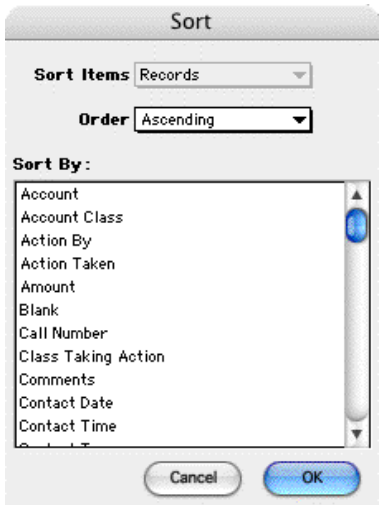 Sort
Sort Items Records
Order Ascending
Sort By:
Account
Account Class
Action By
Action Taken
Amount
Blank
Call Number
Class Taking Action
Comments
Contact Date
Contact Time
Cancel OK